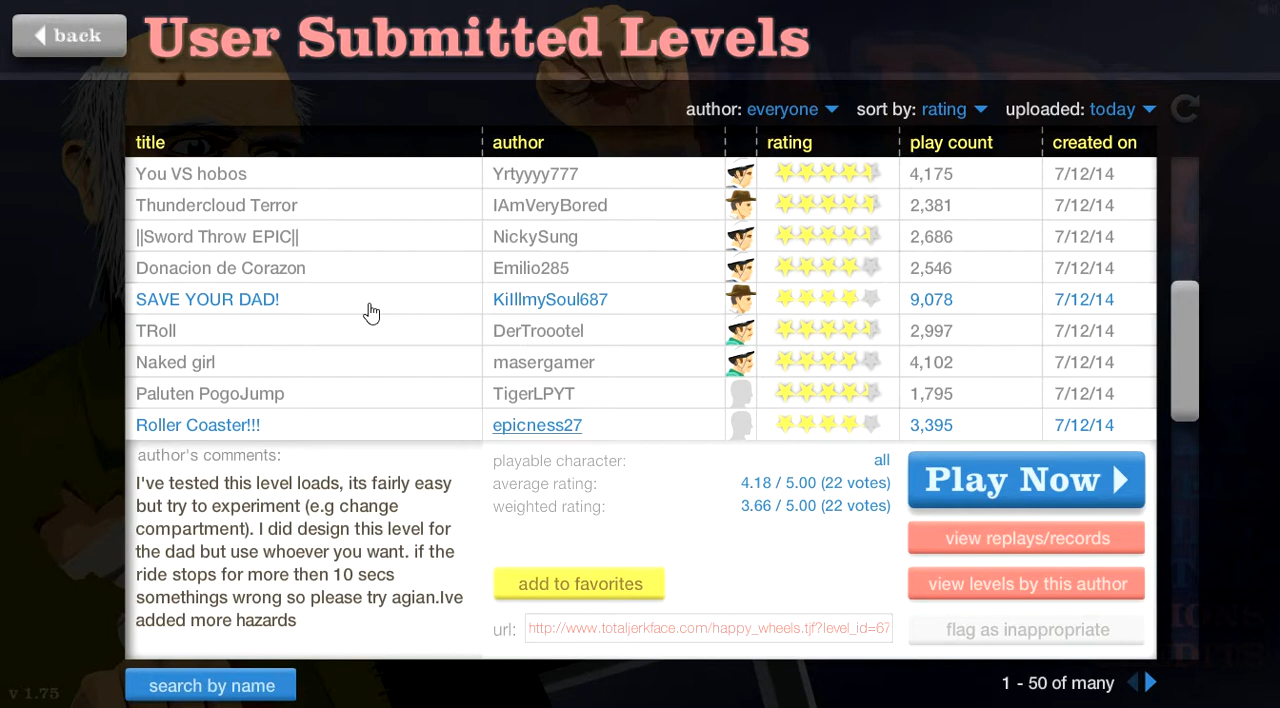 back
User Submitted Levels
author: everyone sort by: rating uploaded: today
title author rating play count created on
You VS hobos Yrtyyyy777 4,175 7/12/14
Thundercloud Terror IAmVeryBored 2,381 7/12/14
||Sword Throw EPIC|| NickySung 2,686 7/12/14
Donacion de Corazon Emilio285 2,546 7/12/14
SAVE YOUR DAD! KilllmySoul687 9,078 7/12/14
TRoll DerTroootel 2,997 7/12/14
Naked girl masergamer 4,102 7/12/14
Paluten PogoJump TigerLPYT 1,795 7/12/14
Roller Coaster!!! epicness27 3,395 7/12/14
author's comments:
I've tested this level loads, its fairly easy
but try to experiment (e.g change
compartment). I did design this level for
the dad but use whoever you want. if the
ride stops for more then 10 secs
somethings wrong so please try agian.Ive
added more hazards
playable character: all
average rating: 4.18 / 5.00 (22 votes)
weighted rating: 3.66 / 5.00 (22 votes)
add to favorites
url: http://www.totaljerkface.com/happy_wheels.tjf?level_id=67
Play Now
view replays/records
view levels by this author
flag as inappropriate
v 1.75
search by name
1 - 50 of many